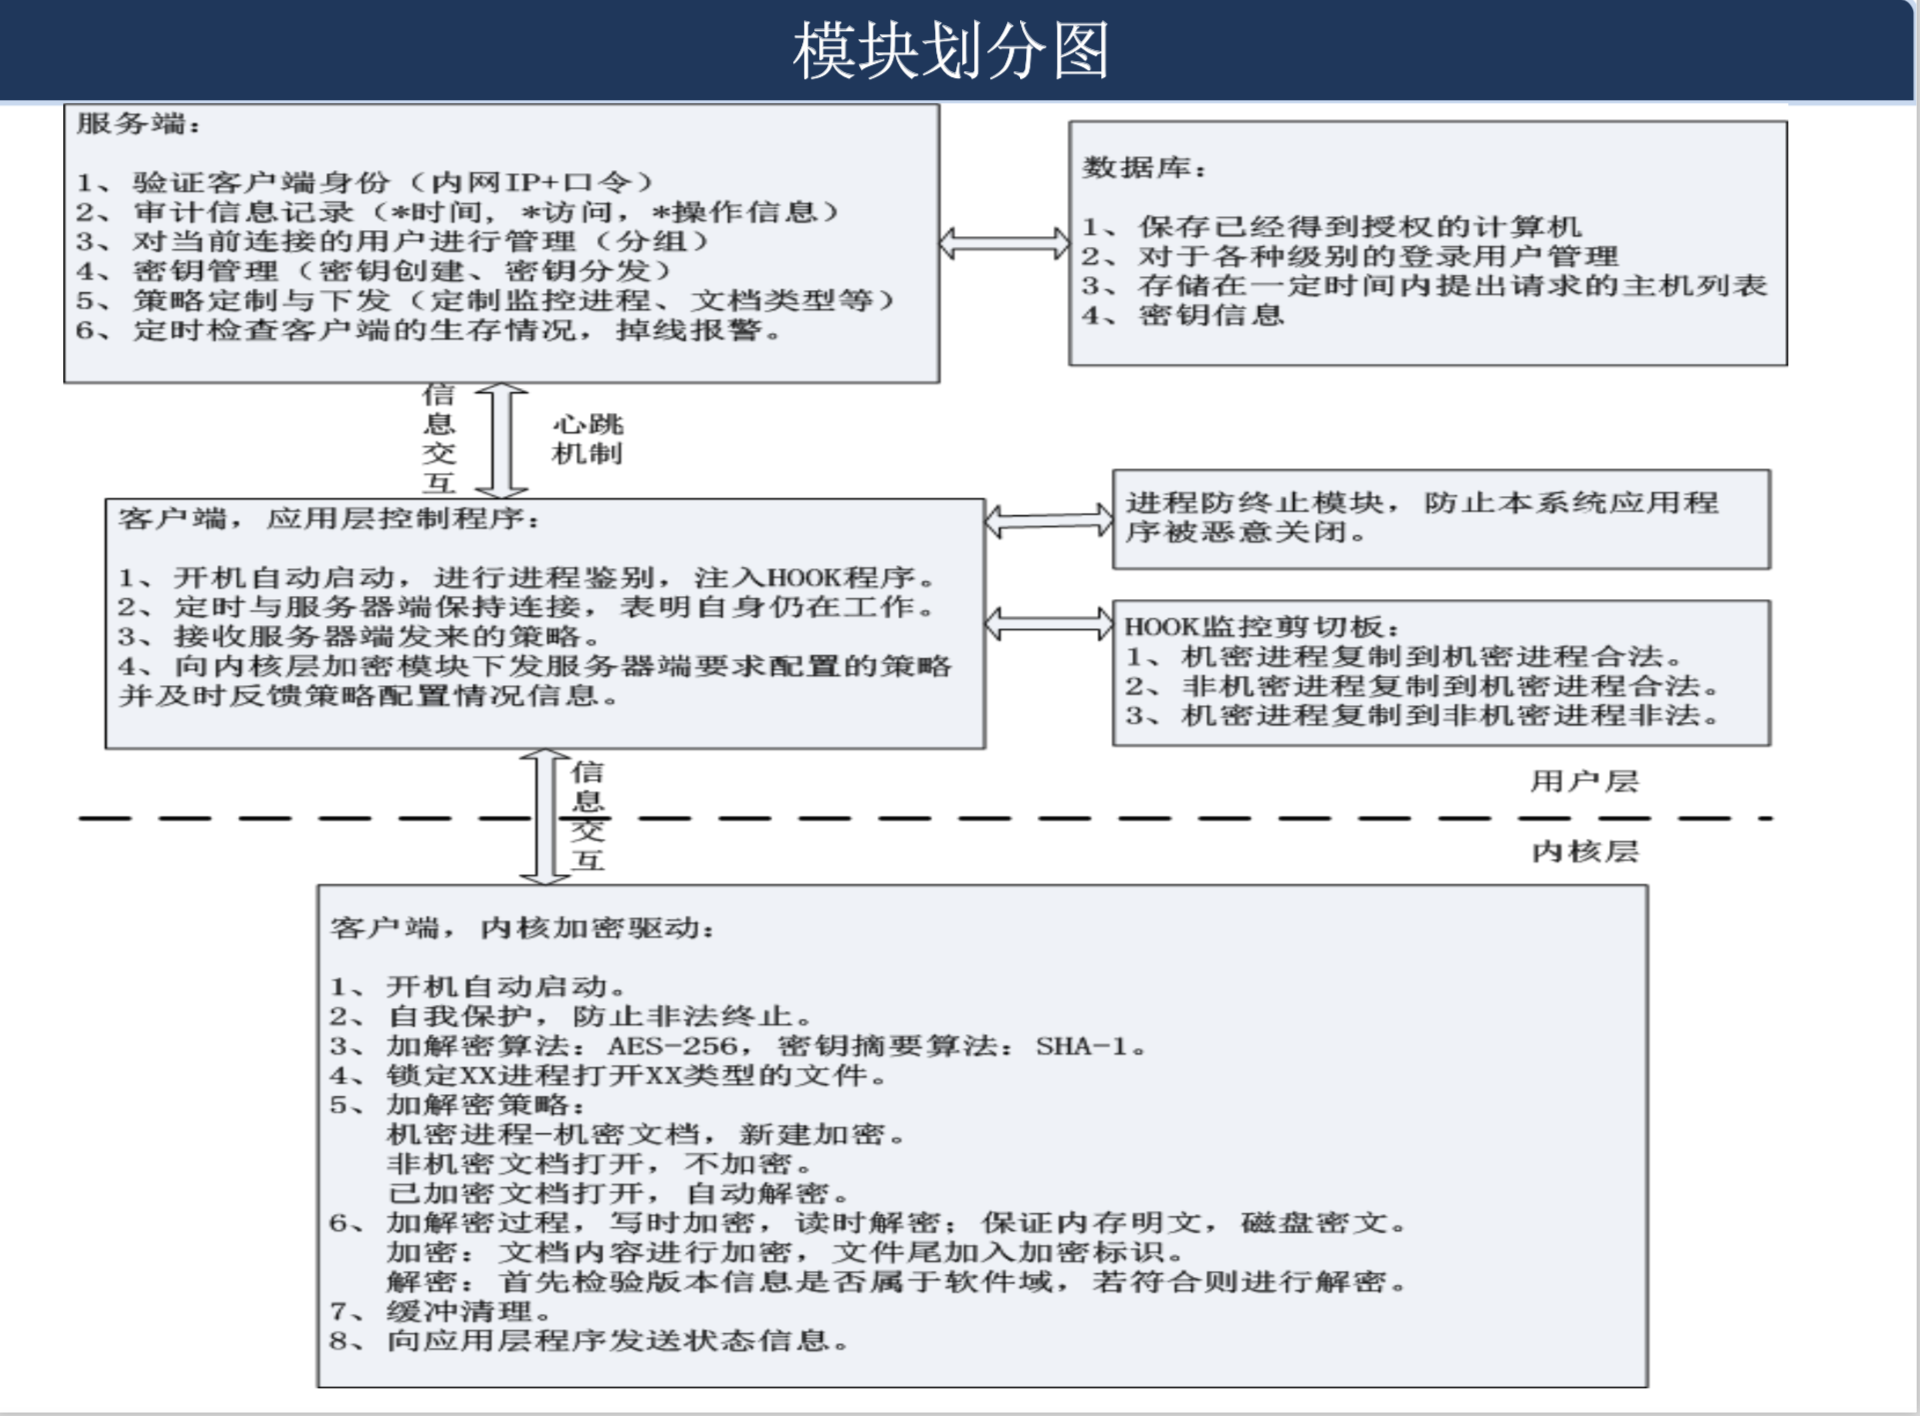 模块划分图
服务端：
1、验证客户端身份（内网IP+口令）
2、审计信息记录（*时间，*访问，*操作信息）
3、对当前连接的用户进行管理（分组）
4、密钥管理（密钥创建、密钥分发）
5、策略定制与下发（定制监控进程、文档类型等）
6、定时检查客户端的生存情况，掉线报警。
数据库：
1、保存已经得到授权的计算机
2、对于各种级别的登录用户管理
3、存储在一定时间内提出请求的主机列表
4、密钥信息
信
息
交
互
心跳
机制
客户端，应用层控制程序：
1、开机自动启动，进行进程鉴别，注入HOOK程序。
2、定时与服务器端保持连接，表明自身仍在工作。
3、接收服务器端发来的策略。
4、向内核层加密模块下发服务器端要求配置的策略
并及时反馈策略配置情况信息。
进程防终止模块，防止本系统应用程
序被恶意关闭。
HOOK监控剪切板：
1、机密进程复制到机密进程合法。
2、非机密进程复制到机密进程合法。
3、机密进程复制到非机密进程非法。
信
息
交
互
用户层
内核层
客户端，内核加密驱动：
1、开机自动启动。
2、自我保护，防止非法终止。
3、加解密算法：AES-256，密钥摘要算法：SHA-1。
4、锁定XX进程打开XX类型的文件。
5、加解密策略：
机密进程-机密文档，新建加密。
非机密文档打开，不加密。
已加密文档打开，自动解密。
6、加解密过程，写时加密，读时解密；保证内存明文，磁盘密文。
加密：文档内容进行加密，文件尾加入加密标识。
解密：首先检验版本信息是否属于软件域，若符合则进行解密。
7、缓冲清理。
8、向应用层程序发送状态信息。